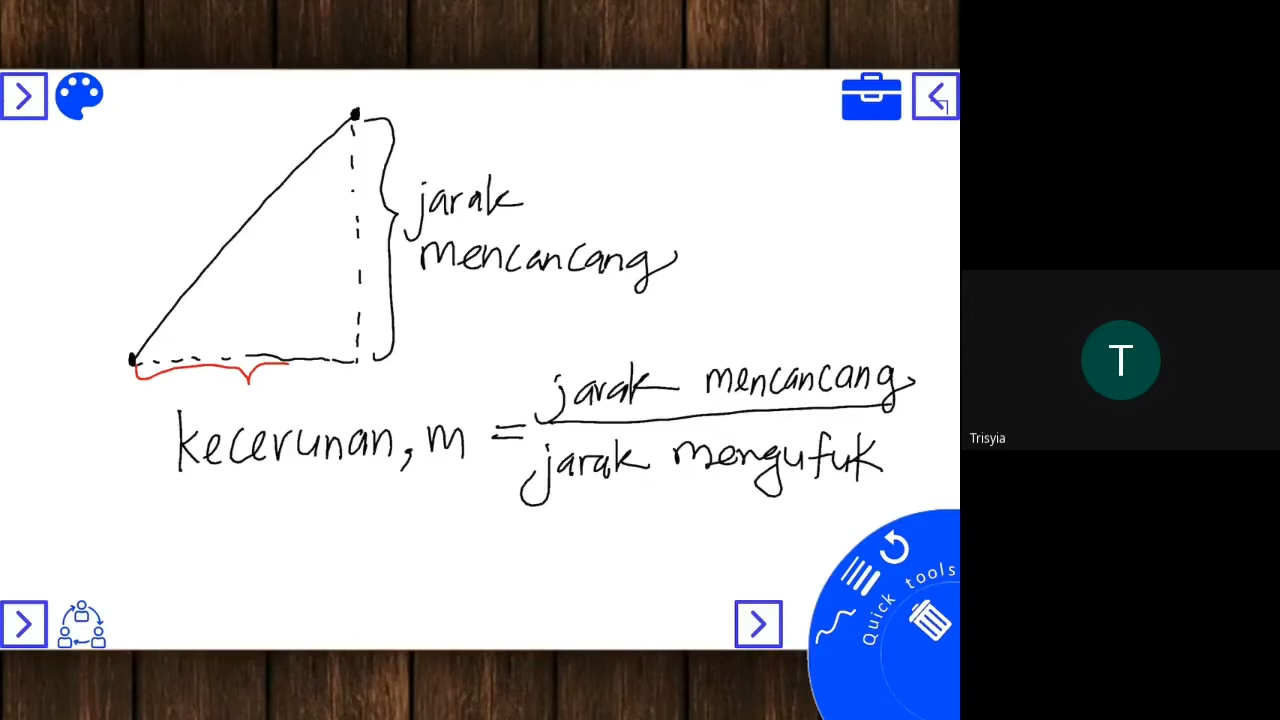 jarak
mencancang
kecerunan, m = jarak mencancang
jarak mengufuk
Trisyia
T
Quick tools